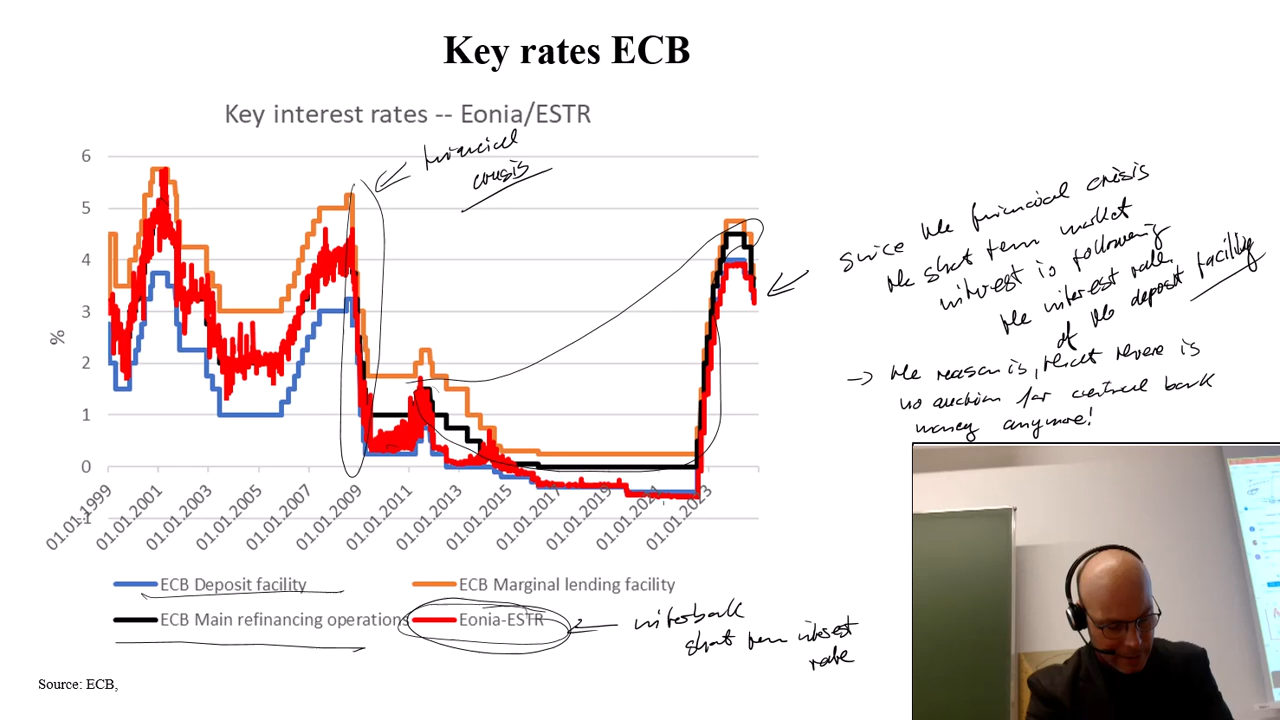 Key rates ECB
Key interest rates -- Eonia/ESTR
financial
crisis
6
5
4
3
2
1
0
-1
%
01.01.1999
01.01.2001
01.01.2003
01.01.2005
01.01.2007
01.01.2009
01.01.2011
01.01.2013
01.01.2015
01.01.2017
01.01.2019
01.01.2021
01.01.2023
since the financial crisis
the short term market
interest is following
the interest rate
of the deposit facility
→ the reason is, that there is
no auction for central bank
money anymore!
ECB Deposit facility
ECB Marginal lending facility
ECB Main refinancing operations
Eonia-ESTR
interbank
short term interest
rate
Source: ECB,